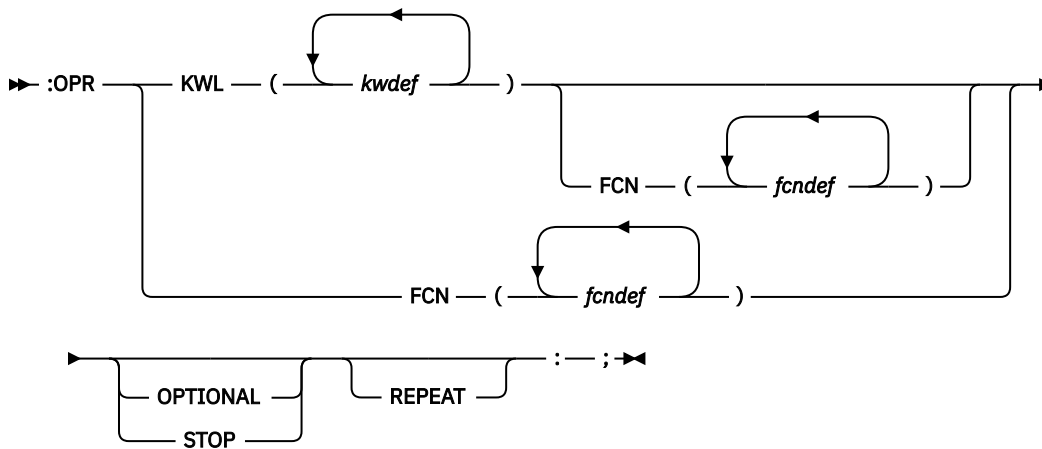 :OPR KWL ( kwdef )
FCN ( fcndef )
FCN ( fcndef )
: ;
OPTIONAL REPEAT
STOP